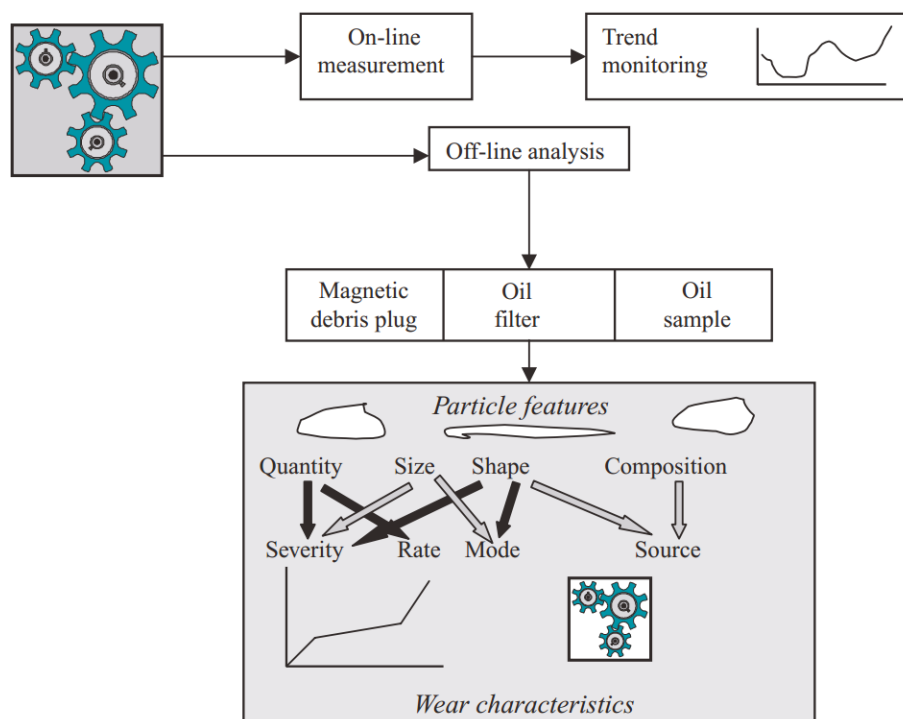 On-line
measurement
Trend
monitoring
Off-line analysis
Magnetic
debris plug
Oil
filter
Oil
sample
Particle features
Quantity Size Shape Composition
Severity Rate Mode Source
Wear characteristics